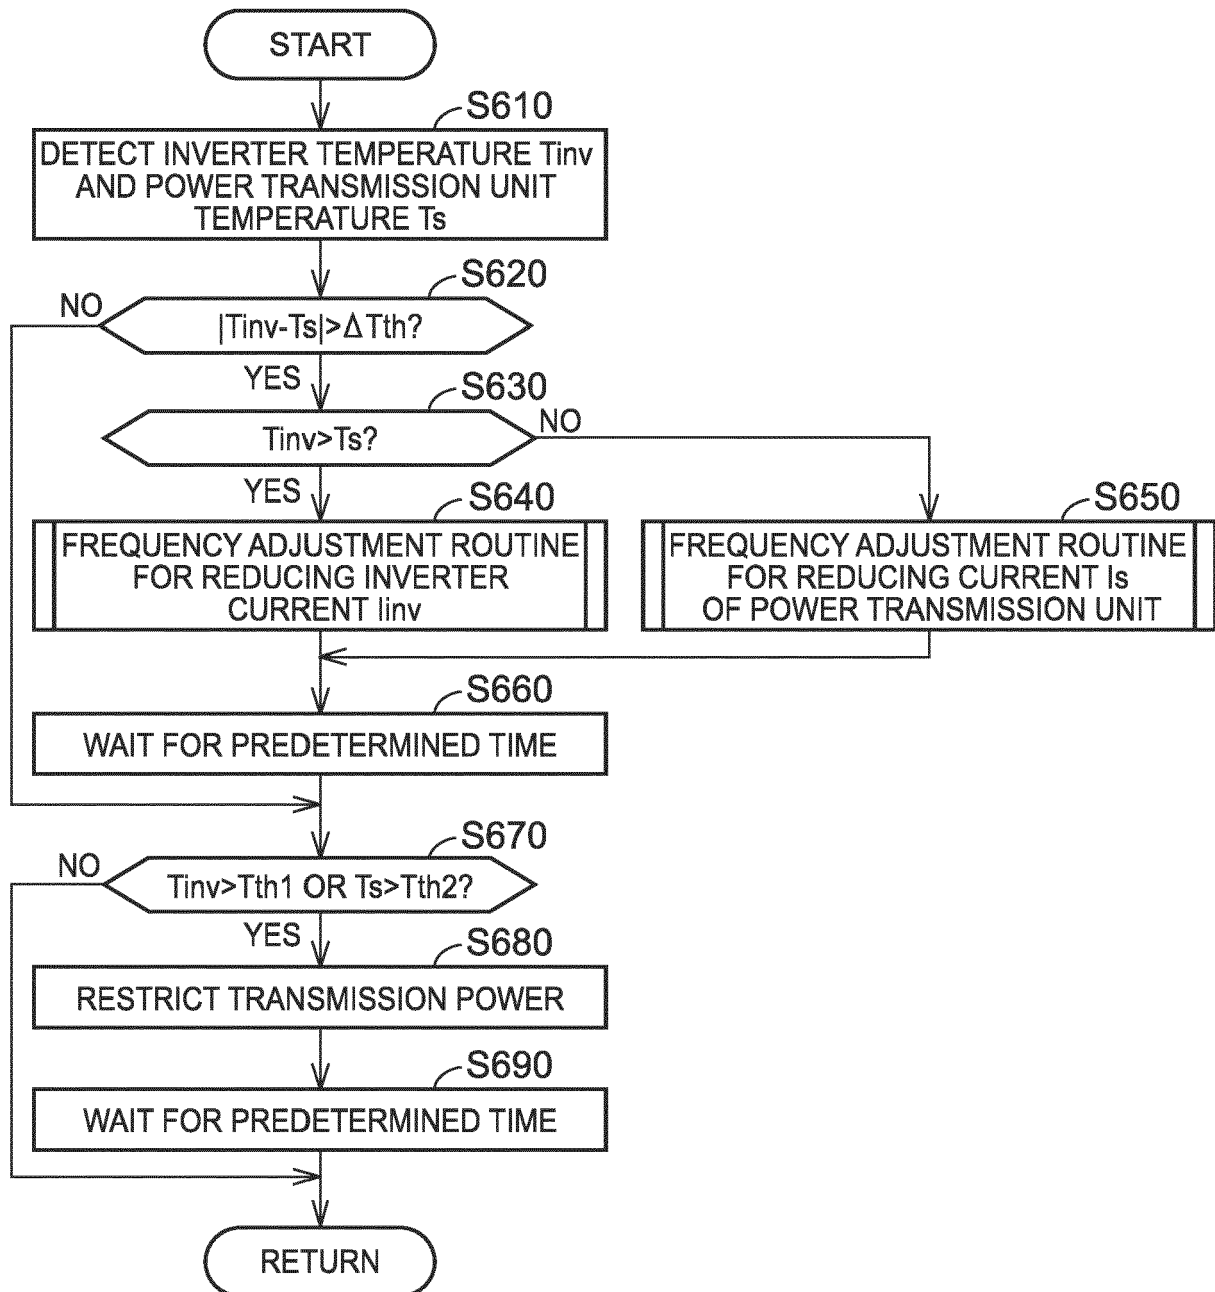 START
S610
DETECT INVERTER TEMPERATURE Tinv
AND POWER TRANSMISSION UNIT
TEMPERATURE Ts
S620
NO
|Tinv-Ts|>ΔTth?
YES
S630
Tinv>Ts?
NO
YES
S640
FREQUENCY ADJUSTMENT ROUTINE
FOR REDUCING INVERTER
CURRENT Iinv
S650
FREQUENCY ADJUSTMENT ROUTINE
FOR REDUCING CURRENT Is
OF POWER TRANSMISSION UNIT
S660
WAIT FOR PREDETERMINED TIME
S670
NO
Tinv>Tth1 OR Ts>Tth2?
YES
S680
RESTRICT TRANSMISSION POWER
S690
WAIT FOR PREDETERMINED TIME
RETURN